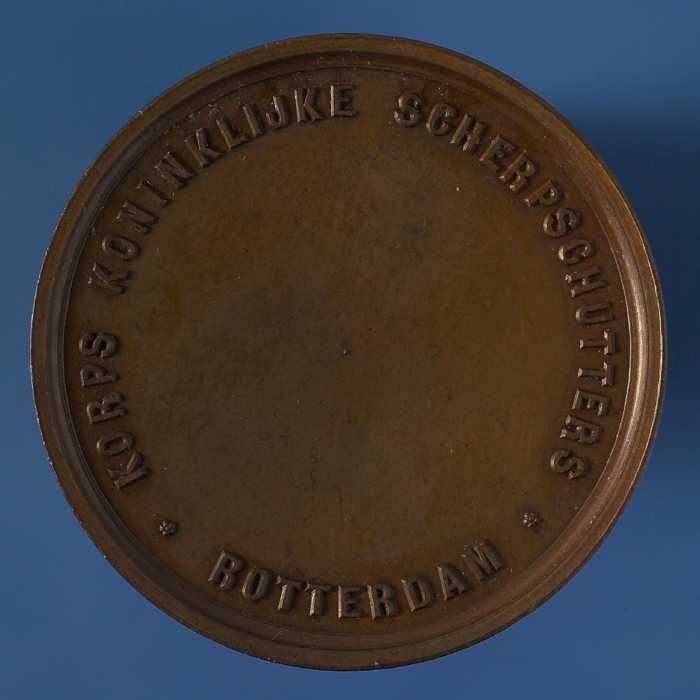 KORPS KONINKLIJKE SCHERPSCHUTTERS
* ROTTERDAM *